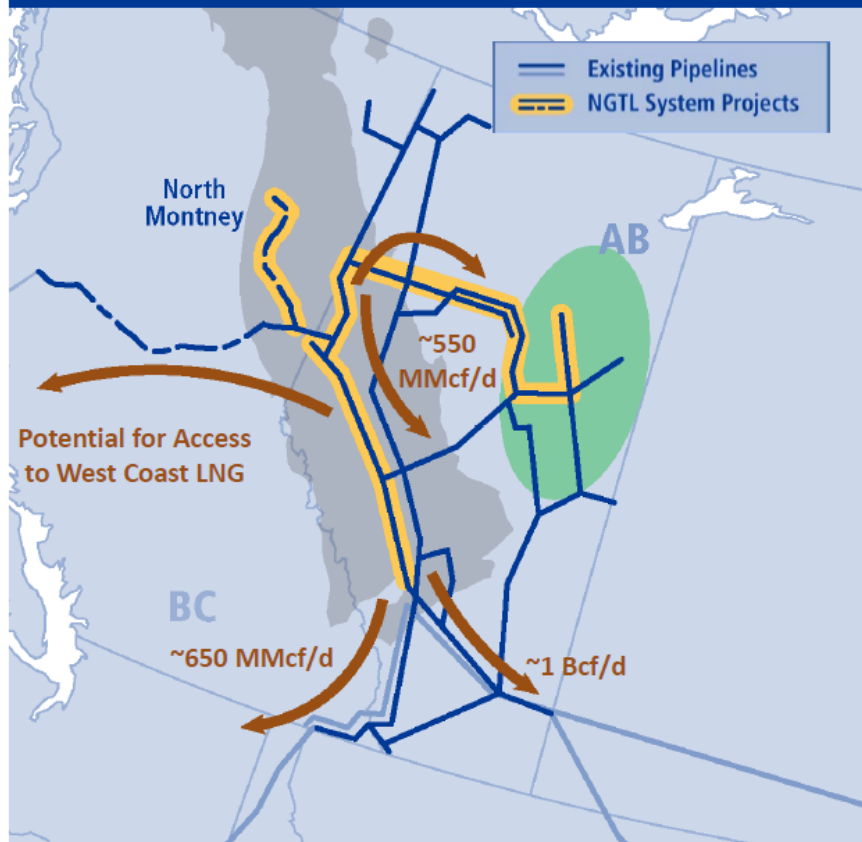 Existing Pipelines
NGTL System Projects
North
Montney
AB
~550
MMcf/d
Potential for Access
to West Coast LNG
BC
~650 MMcf/d
~1 Bcf/d